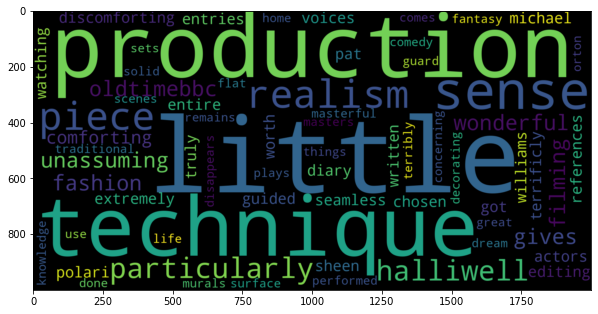 0
200
400
600
800
0 250 500 750 1000 1250 1500 1750
discomforting entries home voices comes fantasy michael
watching production sets pat comedy guard orton
solid flat
oldtimebbc realism sense
scenes entire masterful
piece remains masters wonderful
comforting traditional truly little worth things written terribly concerning
unassuming disappears plays diary decorating williams terrificly filming references
fashion guided seamless chosen got
extremely technique great
knowledge use life gives
polari particularly sheen dream actors
done murals surface performed halliwell editing